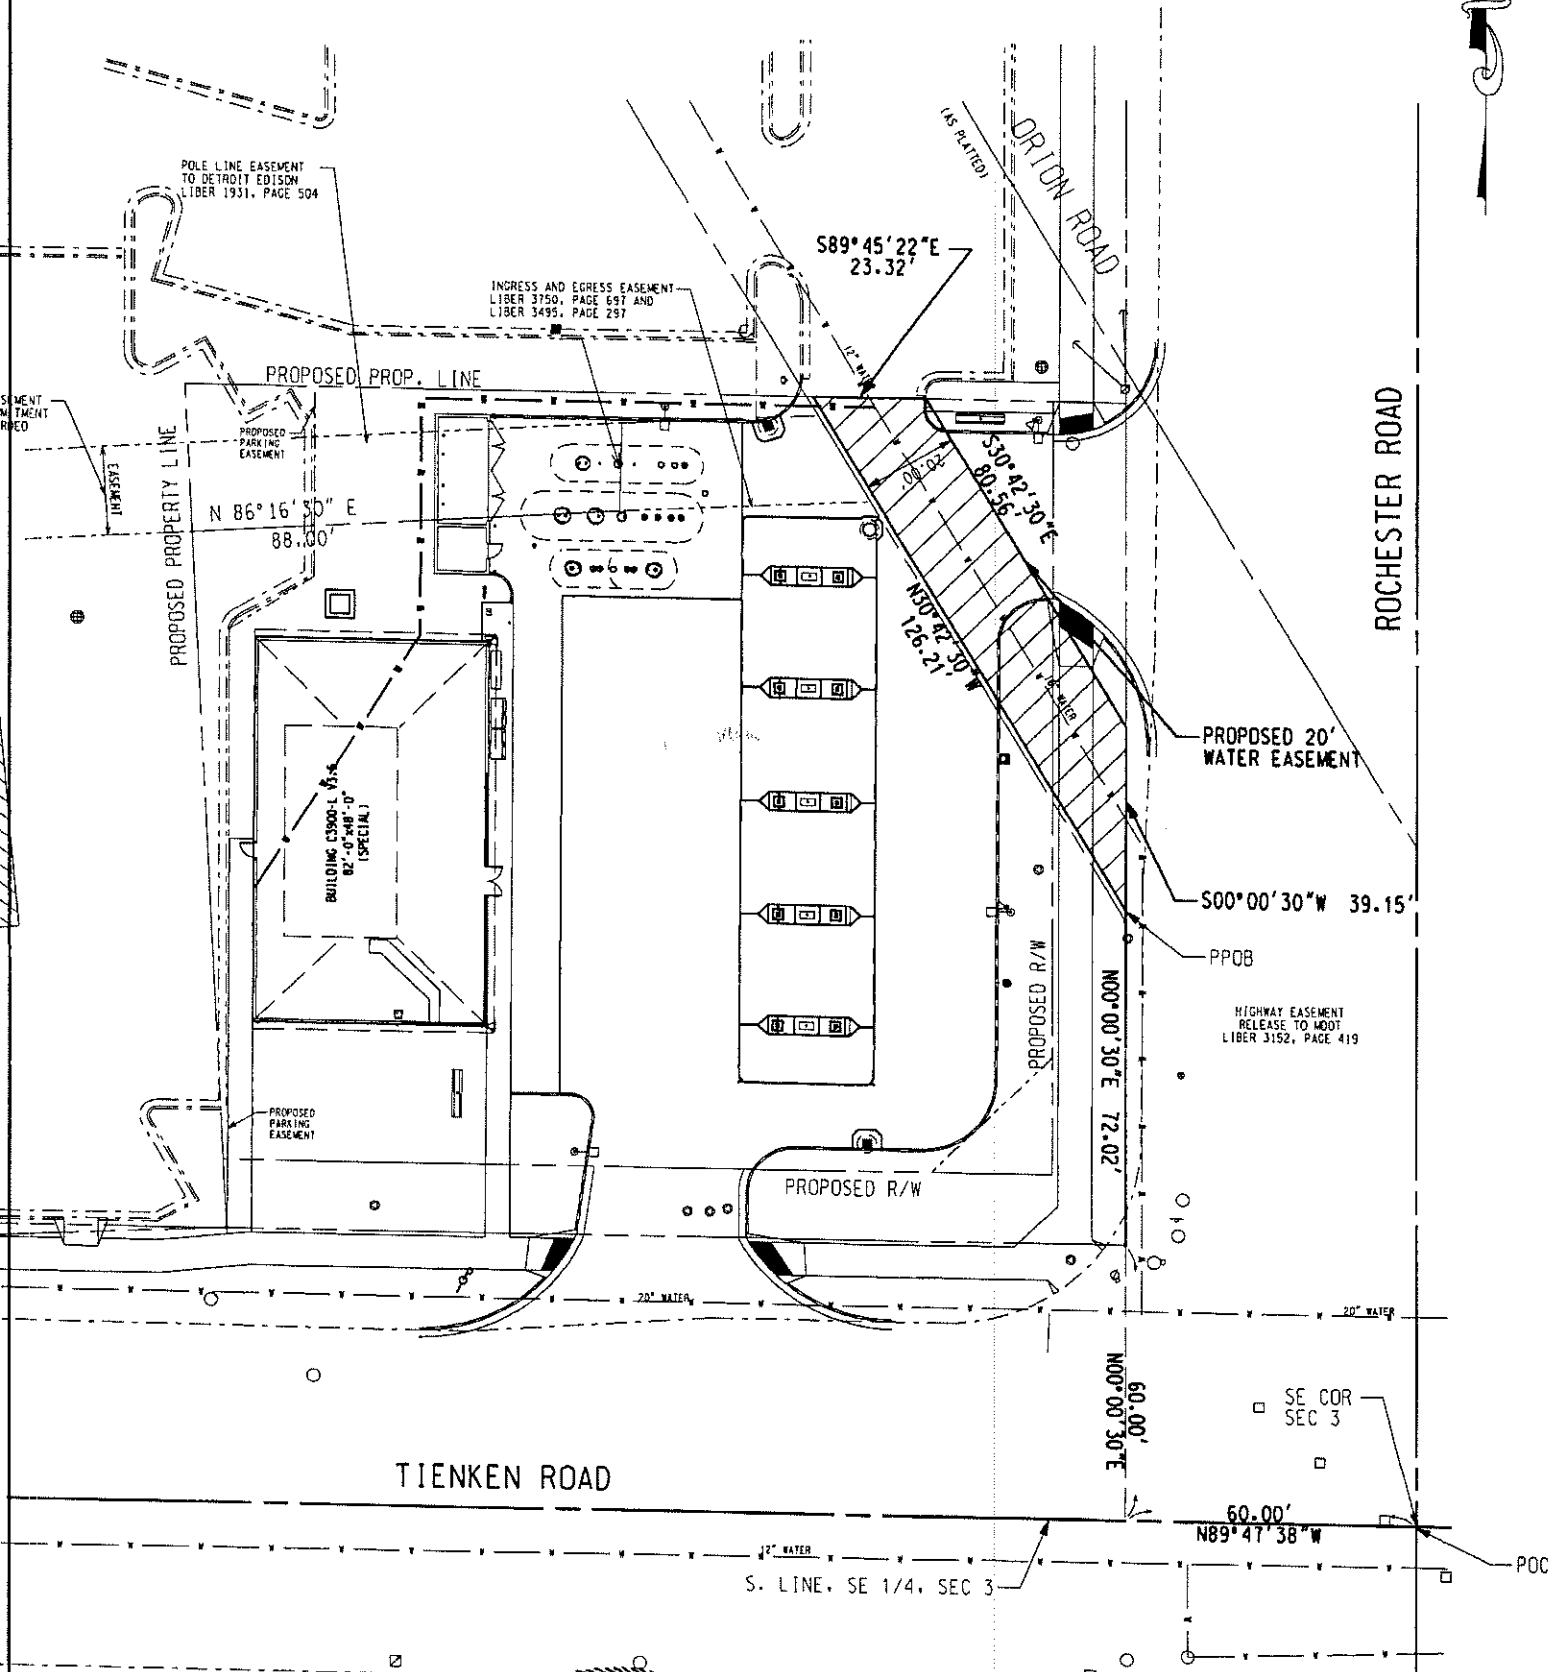 (AS PLATTED)
ORION ROAD
POLE LINE EASEMENT
TO DETROIT EDISON
LIBER 1931, PAGE 504
S89°45'22"E
23.32'
INGRESS AND EGRESS EASEMENT
LIBER 3750, PAGE 697 AND
LIBER 3495, PAGE 297
12" WATER
PROPOSED PROP. LINE
PROPOSED
PARKING
EASEMENT
EASEMENT
PROPOSED PROPERTY LINE
N 86°16'30" E
88.00'
20.00'
S30°42'30"E
80.56'
ROCHESTER ROAD
N30°42'30"W
126.21'
WATER
PROPOSED 20'
WATER EASEMENT
BUILDING C3900-L V3.6
82'-0"x48'-0"
(SPECIAL)
S00°00'30"W 39.15'
PPOB
HIGHWAY EASEMENT
RELEASE TO MDOT
LIBER 3152, PAGE 419
PROPOSED R/W
N00°00'30"E 72.02'
PROPOSED
PARKING
EASEMENT
PROPOSED R/W
20" WATER
20" WATER
60.00'
N00°00'30"E
SE COR
SEC 3
TIENKEN ROAD
60.00'
N89°47'38"W
12" WATER
S. LINE, SE 1/4, SEC 3
POC